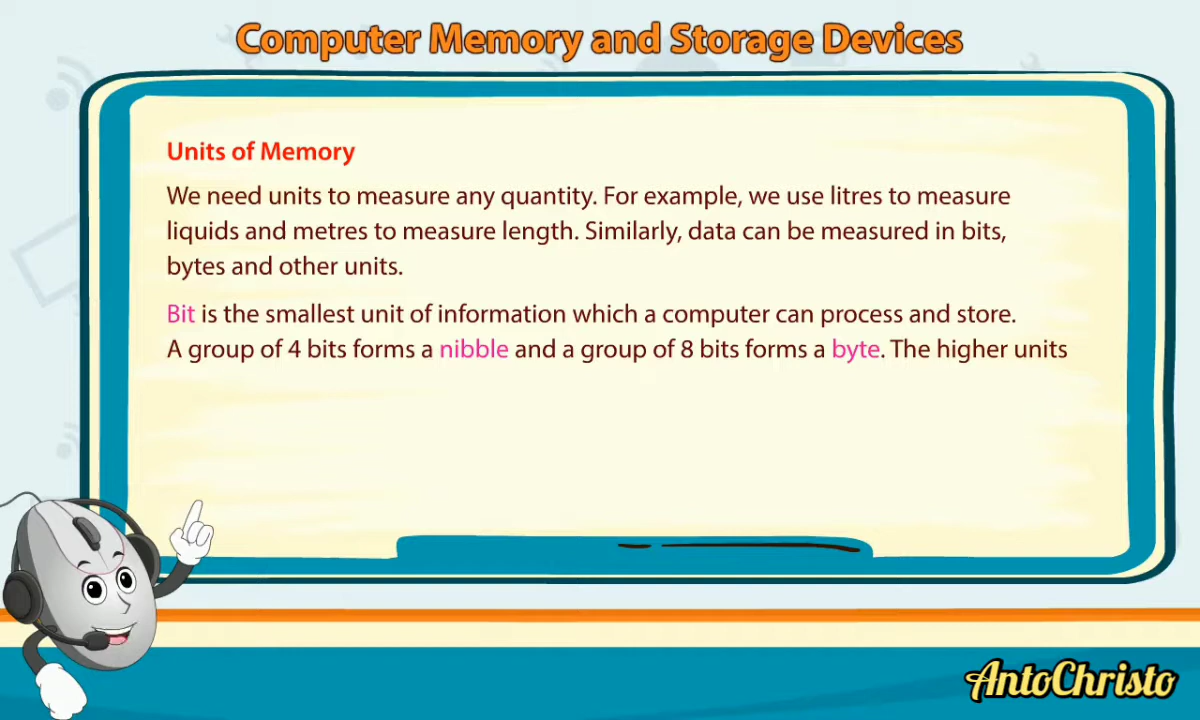 Computer Memory and Storage Devices
Units of Memory
We need units to measure any quantity. For example, we use litres to measure
liquids and metres to measure length. Similarly, data can be measured in bits,
bytes and other units.
Bit is the smallest unit of information which a computer can process and store.
A group of 4 bits forms a nibble and a group of 8 bits forms a byte. The higher units
AntoChristo